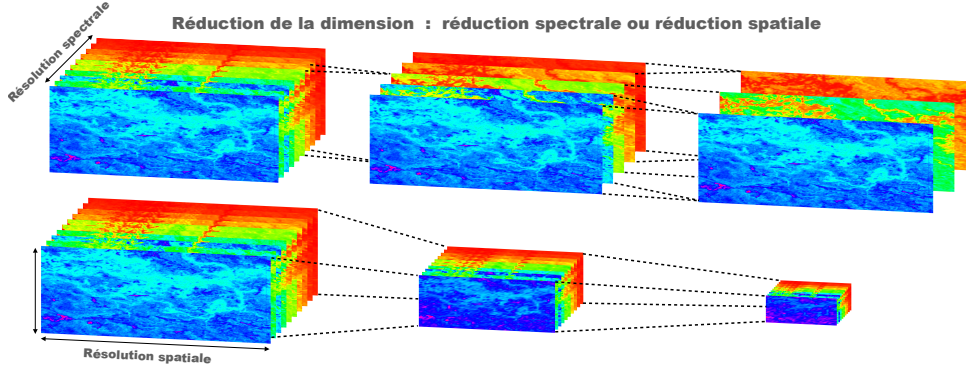 Réduction de la dimension : réduction spectrale ou réduction spatiale
Résolution spectrale
Résolution spatiale